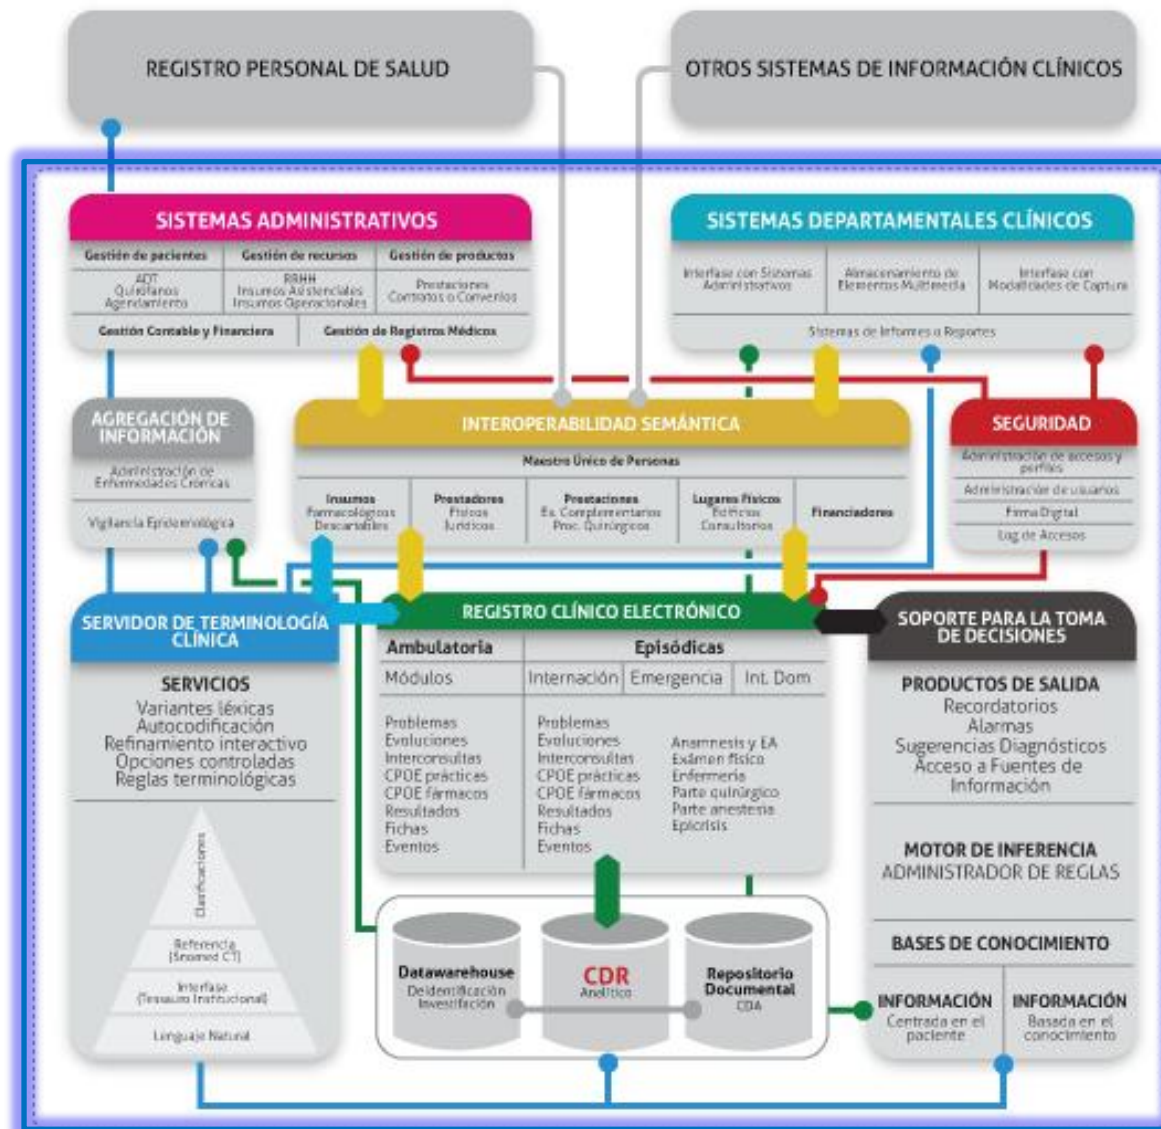 REGISTRO PERSONAL DE SALUD
OTROS SISTEMAS DE INFORMACIÓN CLÍNICOS
SISTEMAS ADMINISTRATIVOS
Gestión de pacientes
ADT
Quirófanos
Agendamiento
Gestión de recursos
RRHH
Insumos Asistenciales
Insumos Operacionales
Gestión de productos
Prestaciones
Contratos o Convenios
Gestión Contable y Financiera
Gestión de Registros Médicos
SISTEMAS DEPARTAMENTALES CLÍNICOS
Interfase con Sistemas
Administrativos
Almacenamiento de
Elementos Multimedia
Interfase con
Modalidades de Captura
Sistemas de Informes o Reportes
AGREGACIÓN DE
INFORMACIÓN
Administración de
Enfermedades Crónicas
Vigilancia Epidemiológica
INTEROPERABILIDAD SEMÁNTICA
Maestro Único de Personas
Insumos
Farmacológicos
Descartables
Prestadores
Físicos
Jurídicos
Prestaciones
Ex. Complementarios
Proc. Quirúrgicos
Lugares Físicos
Edificios
Consultorios
Financiadores
SEGURIDAD
Administración de accesos y
perfiles
Administración de usuarios
Firma Digital
Log de Accesos
SERVIDOR DE TERMINOLOGÍA
CLÍNICA
SERVICIOS
Variantes léxicas
Autocodificación
Refinamiento interactivo
Opciones controladas
Reglas terminológicas
Clasificaciones
Referencia
(Snomed CT)
Interfase
(Tesauro Institucional)
Lenguaje Natural
REGISTRO CLÍNICO ELECTRÓNICO
Ambulatoria
Episódicas
Módulos
Internación
Emergencia
Int. Dom
Problemas
Evoluciones
Interconsultas
CPOE prácticas
CPOE fármacos
Resultados
Fichas
Eventos
Problemas
Evoluciones
Interconsultas
CPOE prácticas
CPOE fármacos
Resultados
Fichas
Eventos
Anamnesis y EA
Exámen físico
Enfermería
Parte quirúrgico
Parte anestesia
Epicrisis
SOPORTE PARA LA TOMA
DE DECISIONES
PRODUCTOS DE SALIDA
Recordatorios
Alarmas
Sugerencias Diagnósticos
Acceso a Fuentes de
Información
MOTOR DE INFERENCIA
ADMINISTRADOR DE REGLAS
BASES DE CONOCIMIENTO
INFORMACIÓN
Centrada en el
paciente
INFORMACIÓN
Basada en el
conocimiento
Datawarehouse
Deidentificación
Investifación
CDR
Analítico
Repositorio
Documental
CDA